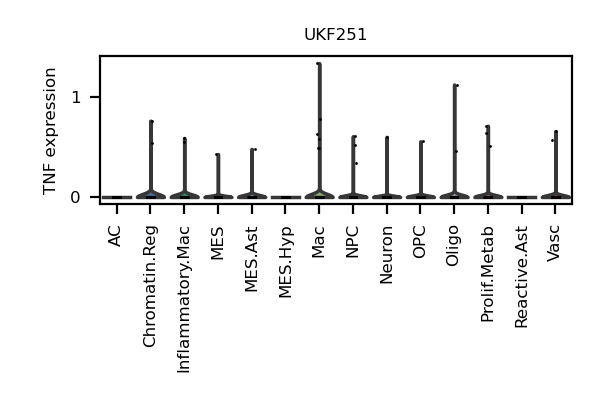 UKF251
TNF expression
1
0
AC
Chromatin.Reg
Inflammatory.Mac
MES
MES.Ast
MES.Hyp
Mac
NPC
Neuron
OPC
Oligo
Prolif.Metab
Reactive.Ast
Vasc